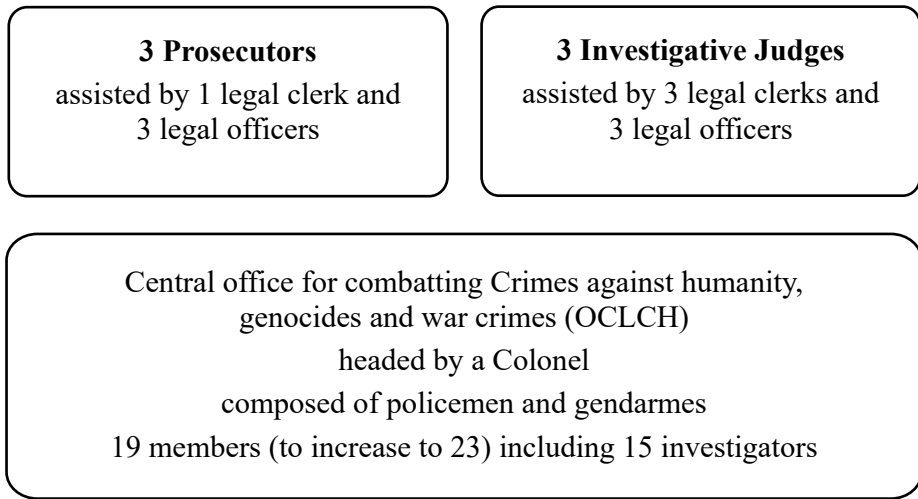 3 Prosecutors
assisted by 1 legal clerk and
3 legal officers
3 Investigative Judges
assisted by 3 legal clerks and
3 legal officers
Central office for combatting Crimes against humanity,
genocides and war crimes (OCLCH)
headed by a Colonel
composed of policemen and gendarmes
19 members (to increase to 23) including 15 investigators